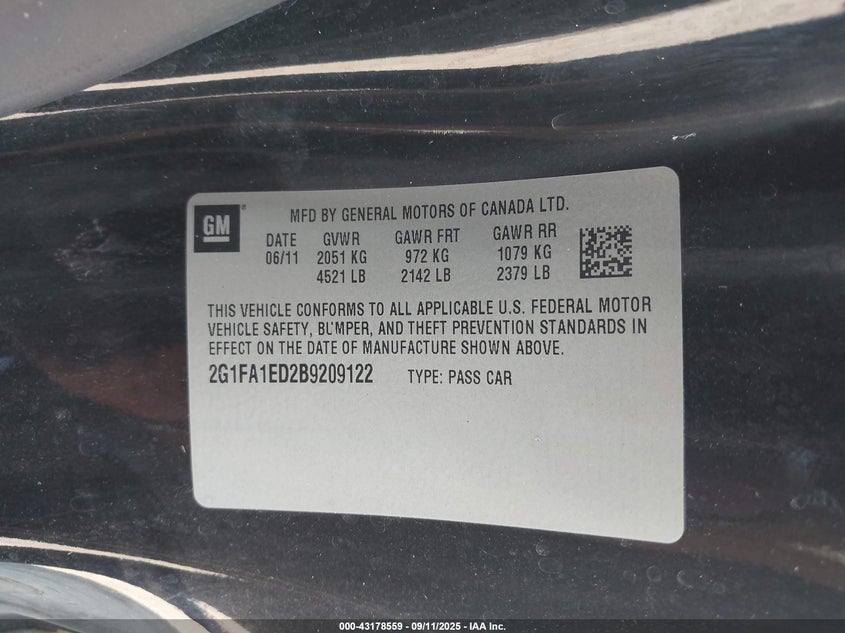 GM
MFD BY GENERAL MOTORS OF CANADA LTD.
DATE GVWR GAWR FRT GAWR RR
06/11 2051 KG 972 KG 1079 KG
4521 LB 2142 LB 2379 LB
THIS VEHICLE CONFORMS TO ALL APPLICABLE U.S. FEDERAL MOTOR
VEHICLE SAFETY, BUMPER, AND THEFT PREVENTION STANDARDS IN
EFFECT ON THE DATE OF MANUFACTURE SHOWN ABOVE.
2G1FA1ED2B9209122 TYPE: PASS CAR
000-43178559 - 09/11/2025 - IAA Inc.